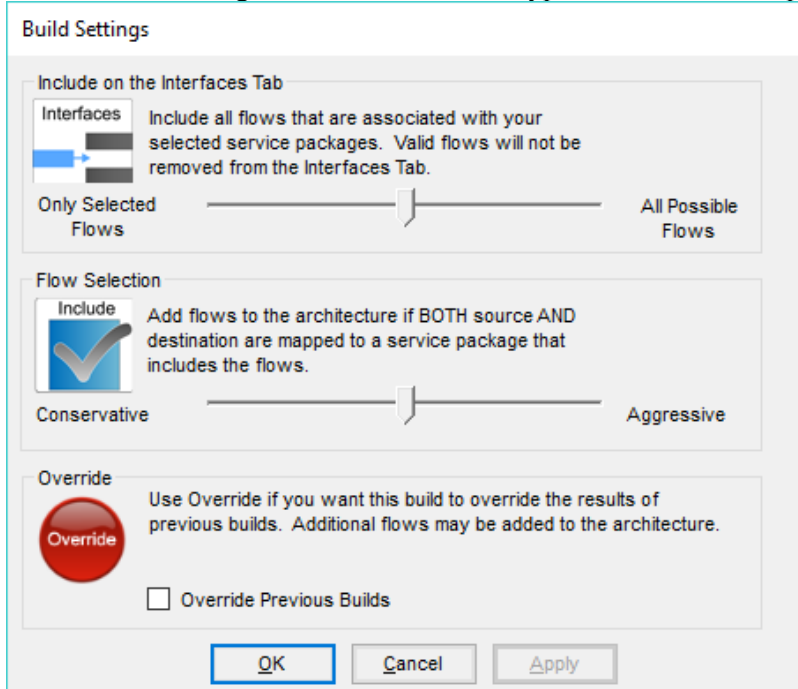 Build Settings
Include on the Interfaces Tab
Interfaces
Include all flows that are associated with your
selected service packages. Valid flows will not be
removed from the Interfaces Tab.
Only Selected
Flows
All Possible
Flows
Flow Selection
Include
Add flows to the architecture if BOTH source AND
destination are mapped to a service package that
includes the flows.
Conservative
Aggressive
Override
Override
Use Override if you want this build to override the results of
previous builds. Additional flows may be added to the architecture.
Override Previous Builds
OK
Cancel
Apply